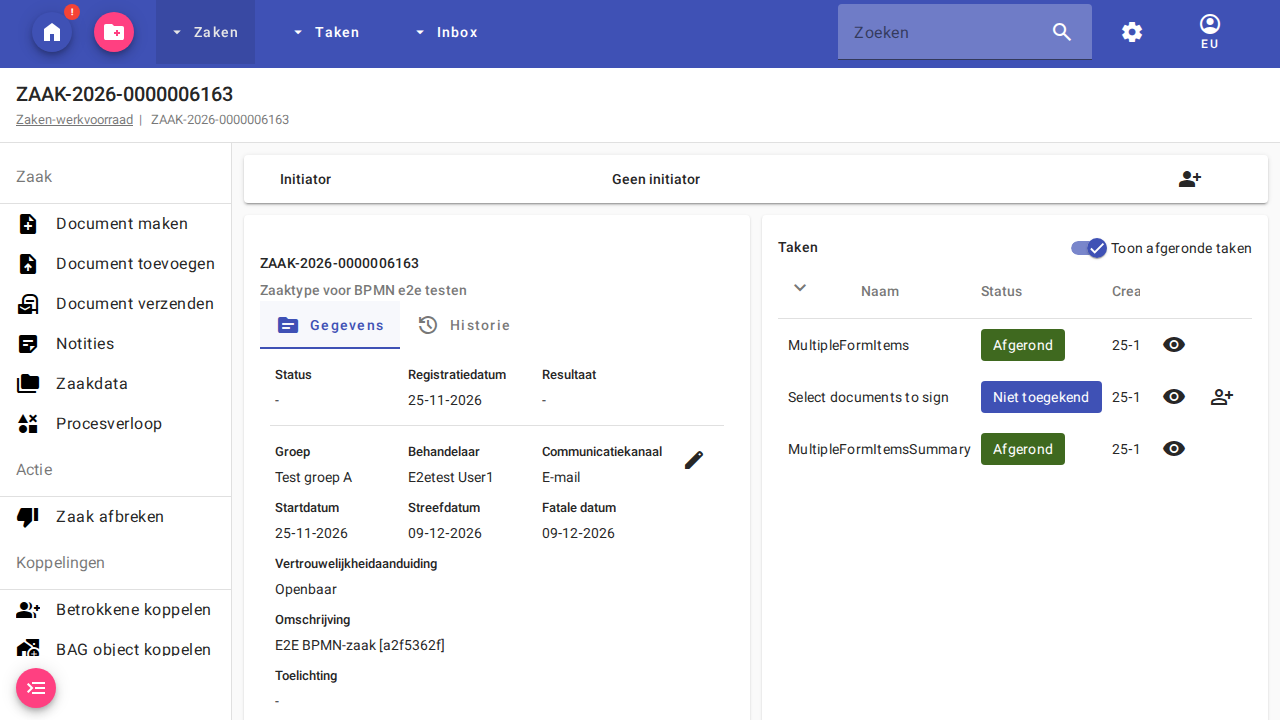 !
Zaken
Taken
Inbox
Zoeken
EU
ZAAK-2026-0000006163
Zaken-werkvoorraad | ZAAK-2026-0000006163
Zaak
Document maken
Document toevoegen
Document verzenden
Notities
Zaakdata
Procesverloop
Actie
Zaak afbreken
Koppelingen
Betrokkene koppelen
BAG object koppelen
Initiator
Geen initiator
ZAAK-2026-0000006163
Zaaktype voor BPMN e2e testen
Gegevens
Historie
Status
Registratiedatum
Resultaat
-
25-11-2026
-
Groep
Behandelaar
Communicatiekanaal
Test groep A
E2etest User1
E-mail
Startdatum
Streefdatum
Fatale datum
25-11-2026
09-12-2026
09-12-2026
Vertrouwelijkheidaanduiding
Openbaar
Omschrijving
E2E BPMN-zaak [a2f5362f]
Toelichting
-
Taken
Toon afgeronde taken
Naam
Status
Crea
MultipleFormItems
Afgerond
25-1
Select documents to sign
Niet toegekend
25-1
MultipleFormItemsSummary
Afgerond
25-1